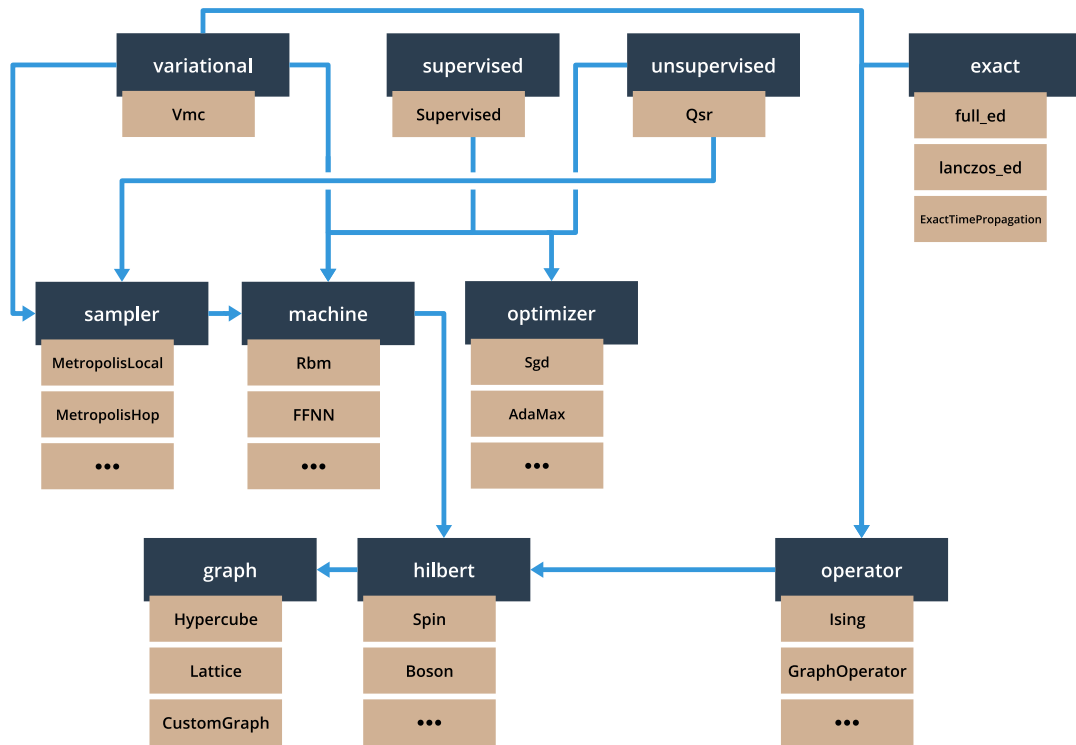 variational
supervised
unsupervised
exact
Vmc
Supervised
Qsr
full_ed
lanczos_ed
ExactTimePropagation
sampler
machine
optimizer
MetropolisLocal
Rbm
Sgd
MetropolisHop
FFNN
AdaMax
•••
•••
•••
graph
hilbert
operator
Hypercube
Spin
Ising
Lattice
Boson
GraphOperator
CustomGraph
•••
•••